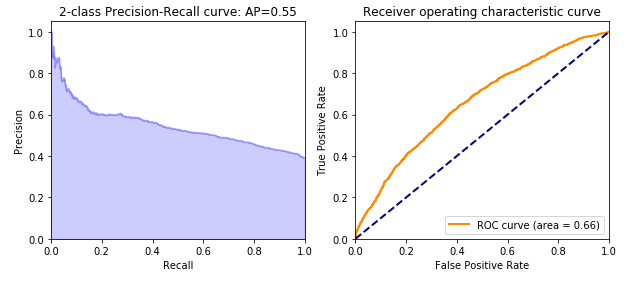 2-class Precision-Recall curve: AP=0.55
Precision
1.0
0.8
0.6
0.4
0.2
0.0
0.0 0.2 0.4 0.6 0.8 1.0
Recall
Receiver operating characteristic curve
True Positive Rate
1.0
0.8
0.6
0.4
0.2
0.0
ROC curve (area = 0.66)
0.0 0.2 0.4 0.6 0.8 1.0
False Positive Rate